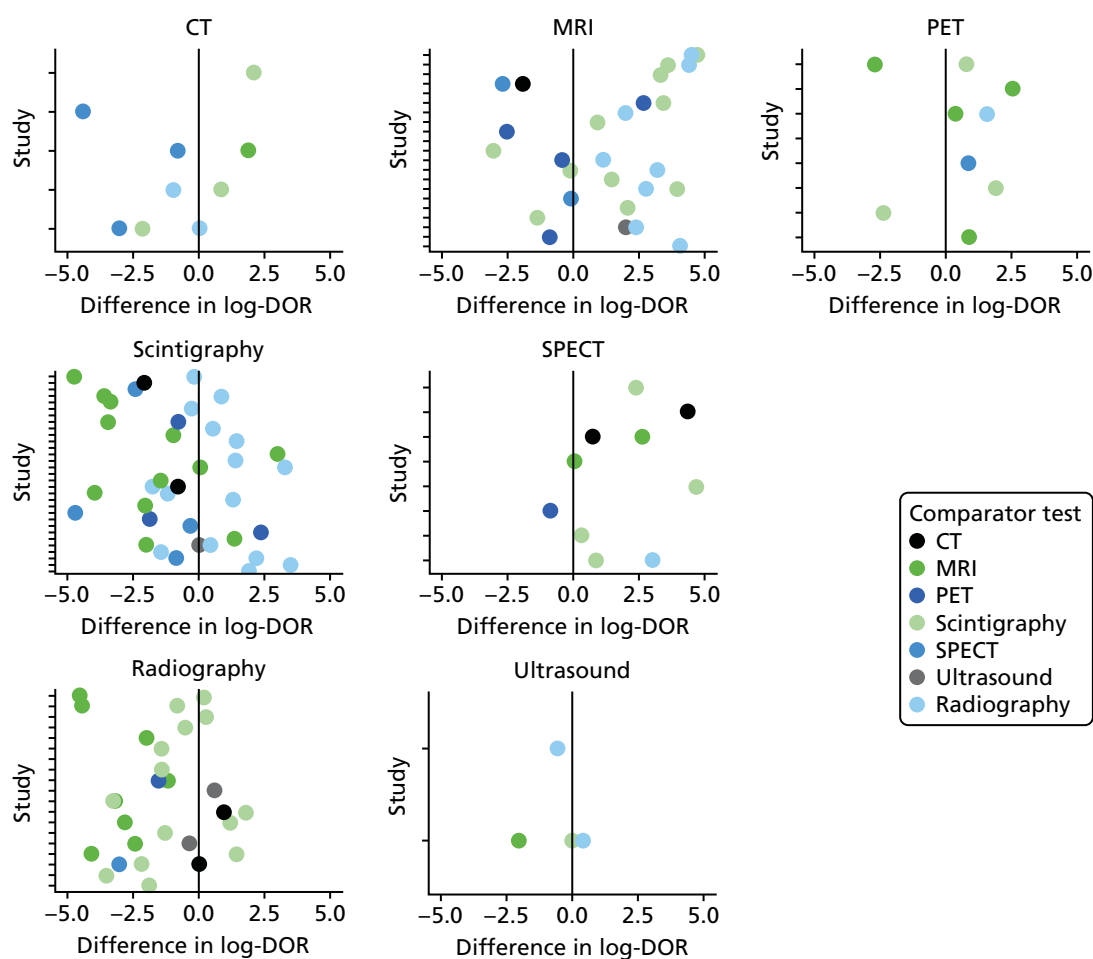 CT
Study
−5.0 −2.5 0.0 2.5 5.0
Difference in log-DOR
MRI
Study
−5.0 −2.5 0.0 2.5 5.0
Difference in log-DOR
PET
Study
−5.0 −2.5 0.0 2.5 5.0
Difference in log-DOR
Scintigraphy
Study
−5.0 −2.5 0.0 2.5 5.0
Difference in log-DOR
SPECT
Study
−5.0 −2.5 0.0 2.5 5.0
Difference in log-DOR
Comparator test
CT
MRI
PET
Scintigraphy
SPECT
Ultrasound
Radiography
Radiography
Study
−5.0 −2.5 0.0 2.5 5.0
Difference in log-DOR
Ultrasound
Study
−5.0 −2.5 0.0 2.5 5.0
Difference in log-DOR